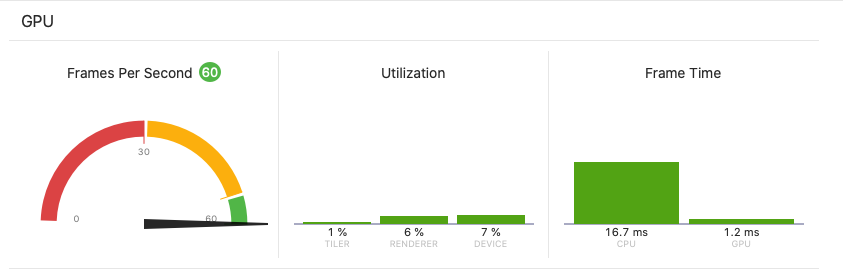 GPU
Frames Per Second 60
0
30
60
Utilization
1 %
TILER
6 %
RENDERER
7 %
DEVICE
Frame Time
16.7 ms
CPU
1.2 ms
GPU